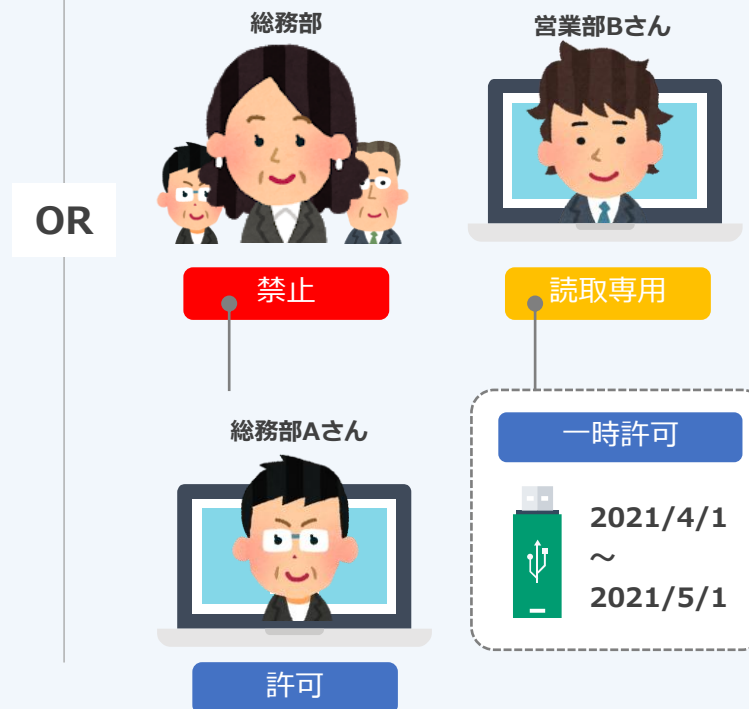 総務部
営業部Bさん
OR
禁止
読取専用
総務部Aさん
一時許可
2021/4/1
～
2021/5/1
許可